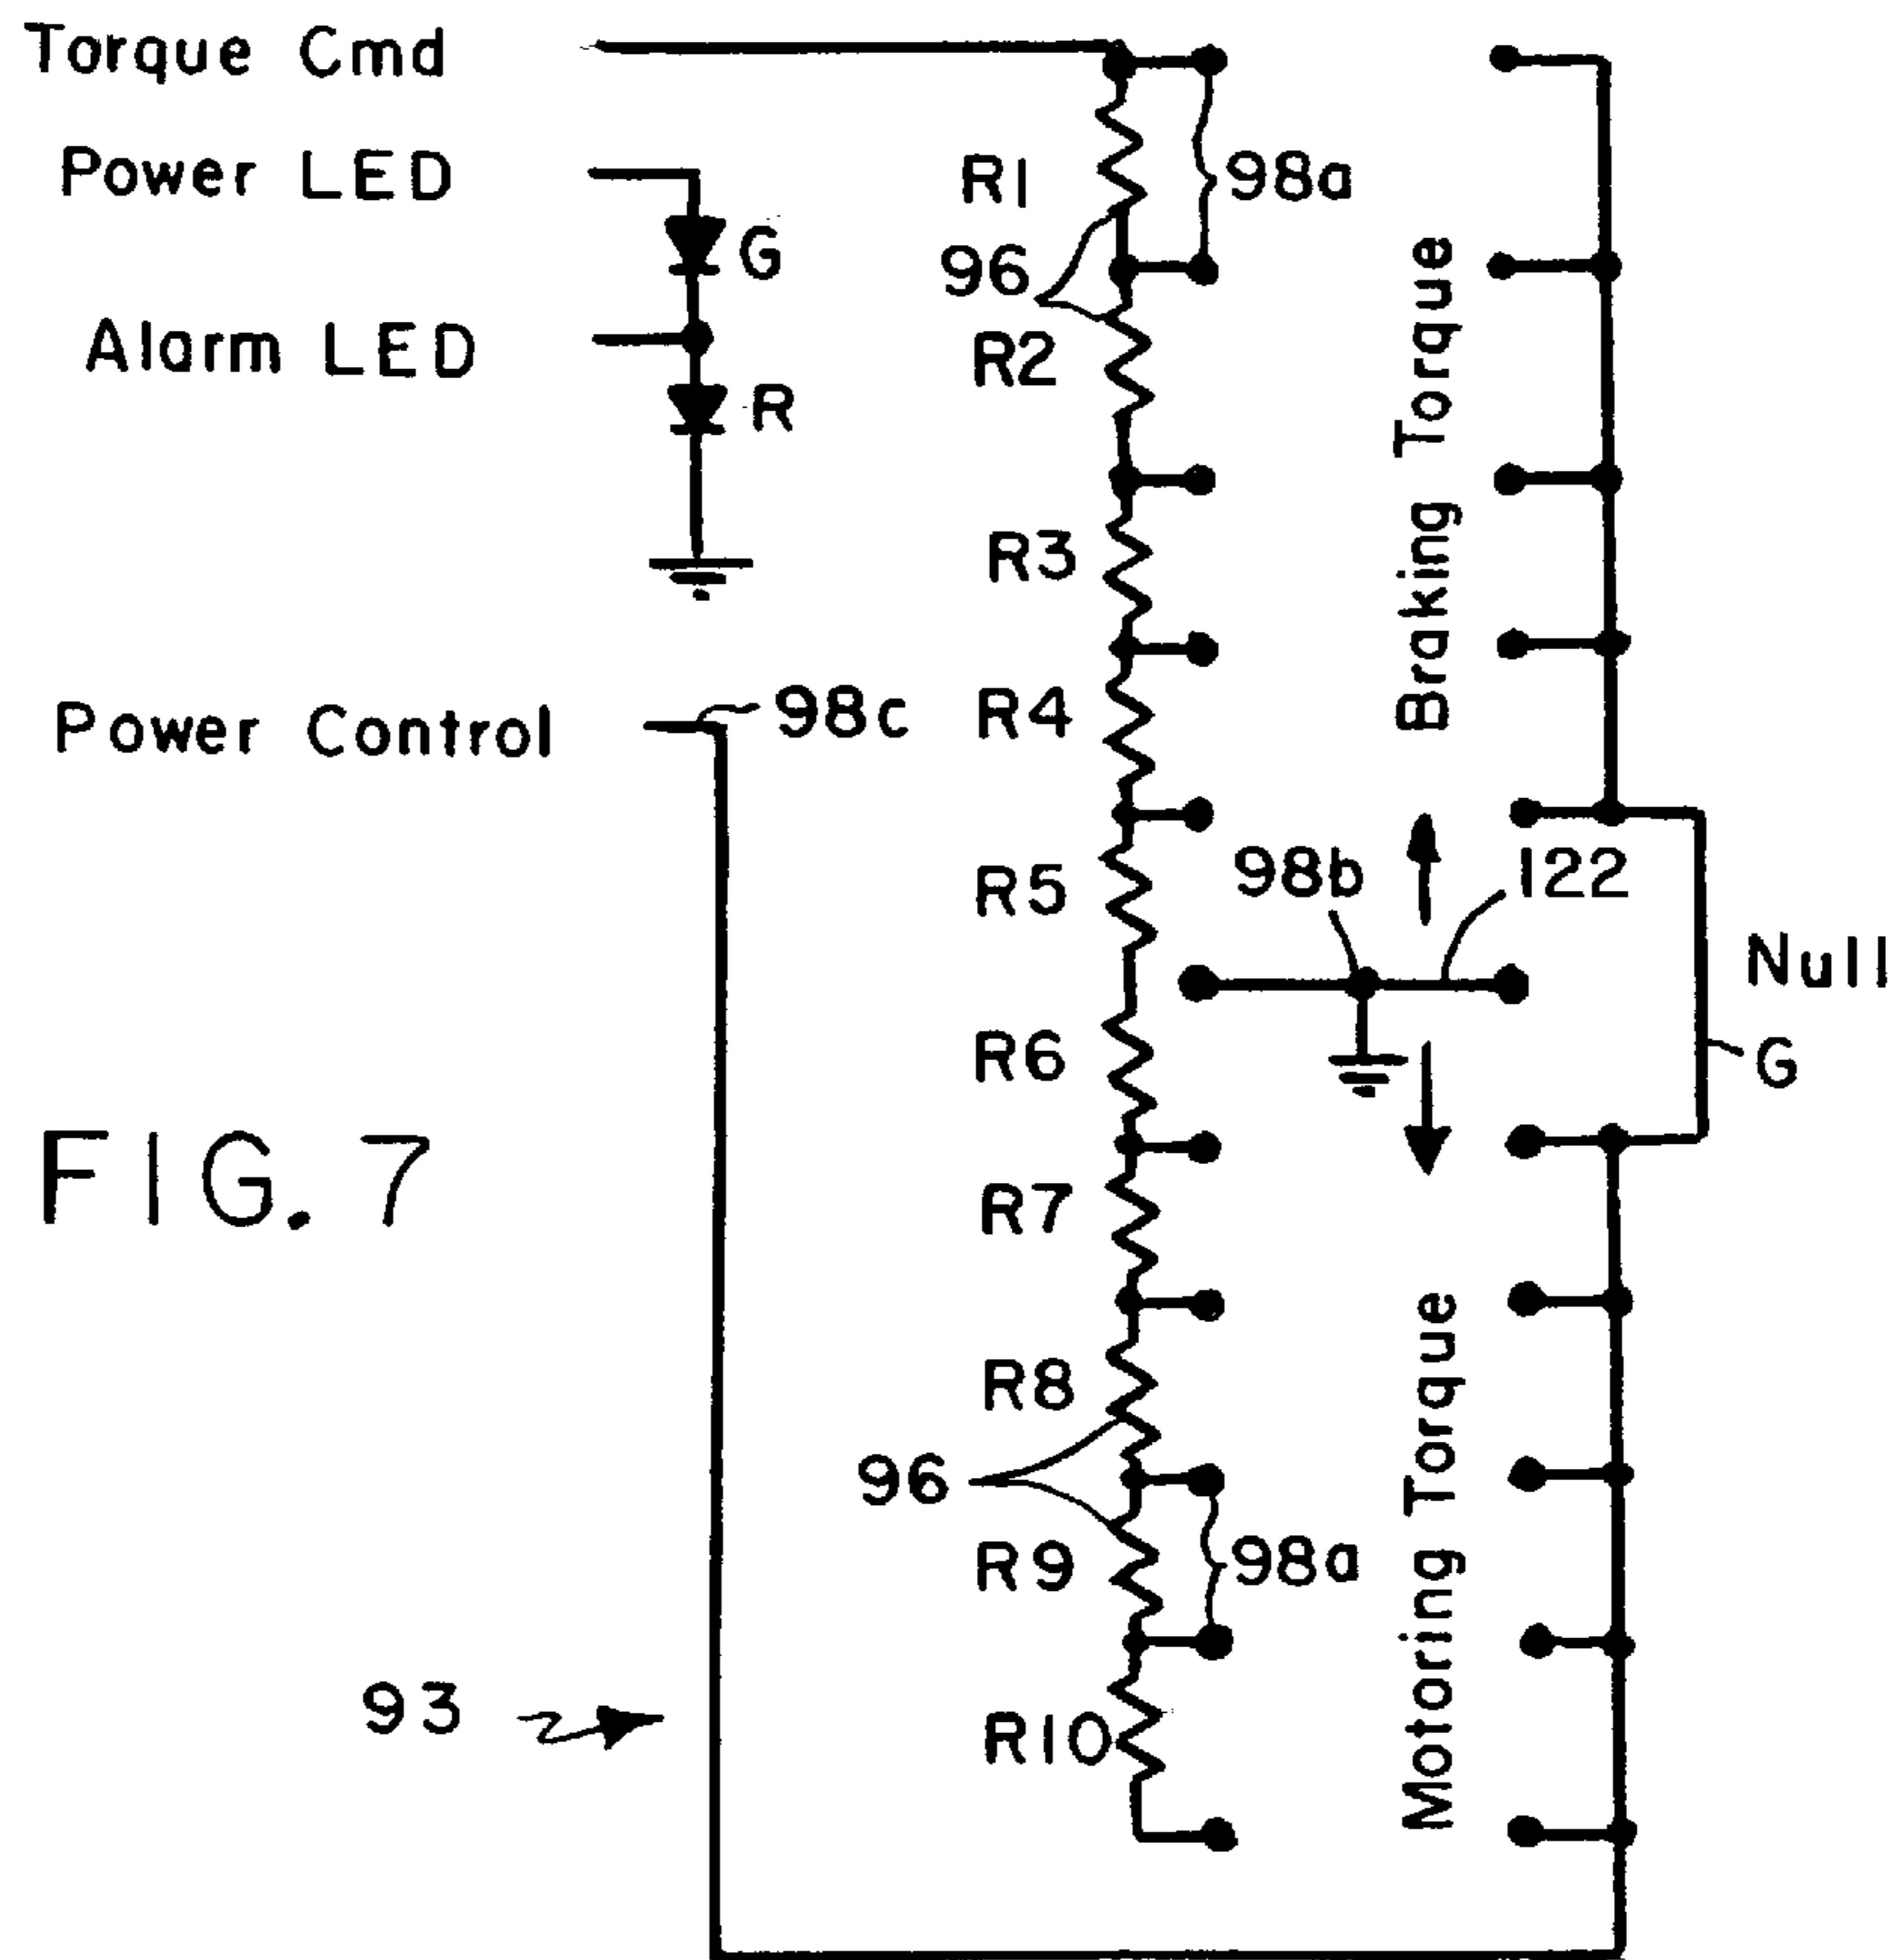 Torque Cmd
Power LED
G
Alarm LED
R
Power Control
98c
R1
98a
96
R2
R3
R4
R5
R6
R7
R8
96
R9
98a
R10
Braking Torque
98b
122
Null
G
Motoring Torque
93
FIG. 7